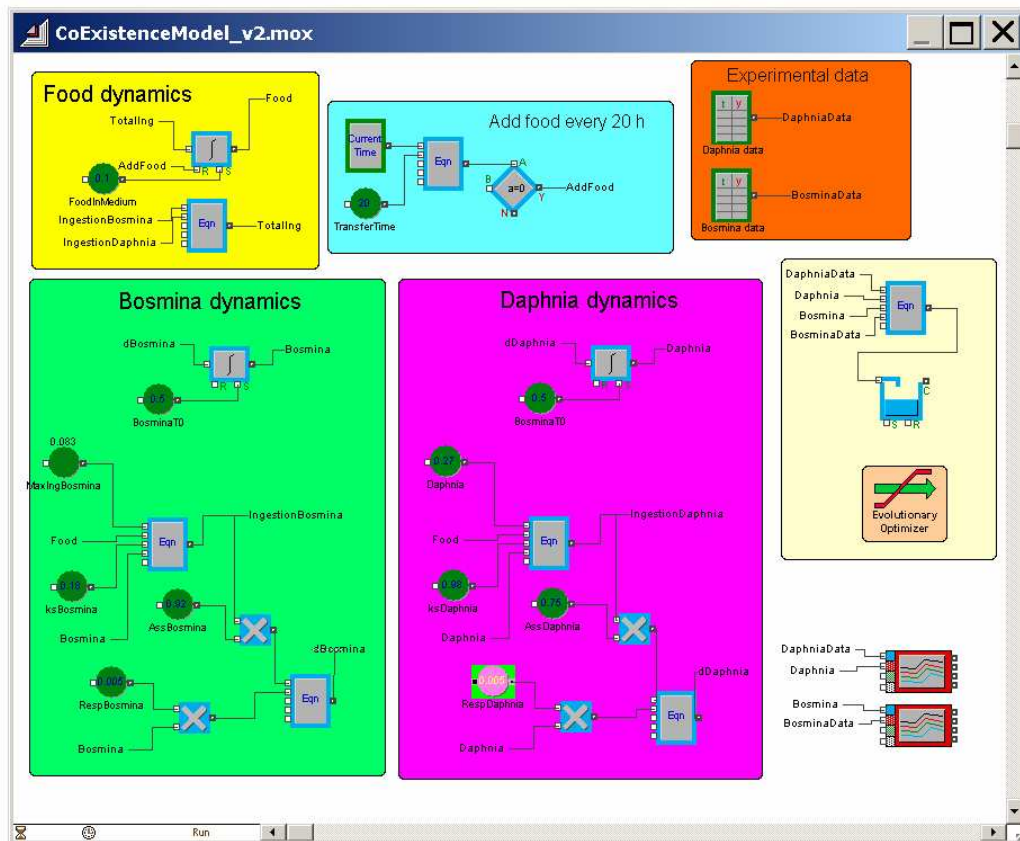 CoExistenceModel_v2.mox
Food dynamics
Food
TotalIng
∫
AddFood
R S
0.1
FoodInMedium
IngestionBosmina
Eqn
TotalIng
IngestionDaphnia
Add food every 20 h
Current
Time
Eqn
A
B
a=0
Y
AddFood
N
20
TransferTime
Experimental data
t y
DaphniaData
Daphnia data
t y
BosminaData
Bosmina data
Bosmina dynamics
dBosmina
Bosmina
∫
R S
0.5
BosminaT0
0.083
MaxIngBosmina
IngestionBosmina
Food
Eqn
0.18
ksBosmina
0.92
AssBosmina
Bosmina
dBosmina
0.005
RespBosmina
Eqn
Bosmina
Daphnia dynamics
dDaphnia
Daphnia
∫
R S
0.5
BosminaT0
0.27
Daphnia
IngestionDaphnia
Food
Eqn
0.98
ksDaphnia
0.75
AssDaphnia
Daphnia
dDaphnia
0.005
RespDaphnia
Eqn
Daphnia
DaphniaData
Daphnia
Eqn
Bosmina
BosminaData
C
S R
Evolutionary
Optimizer
DaphniaData
Daphnia
Bosmina
BosminaData
Run